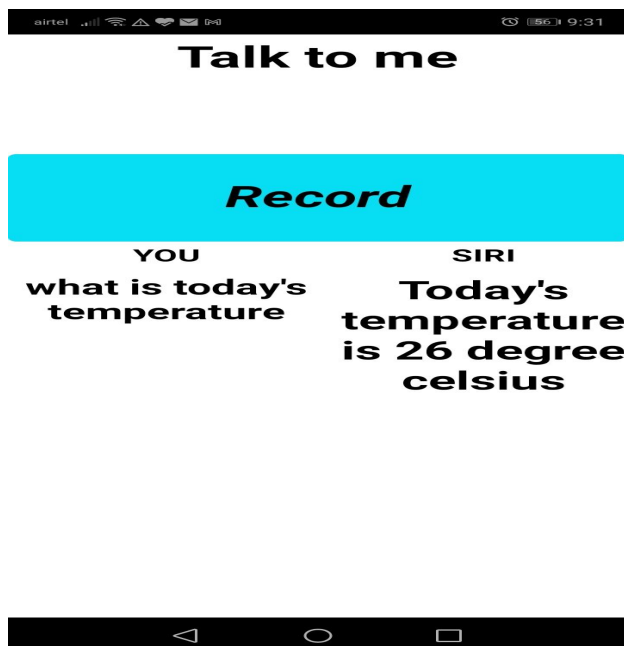 airtel 56 9:31
Talk to me
Record
YOU
what is today's
temperature
SIRI
Today's
temperature
is 26 degree
celsius